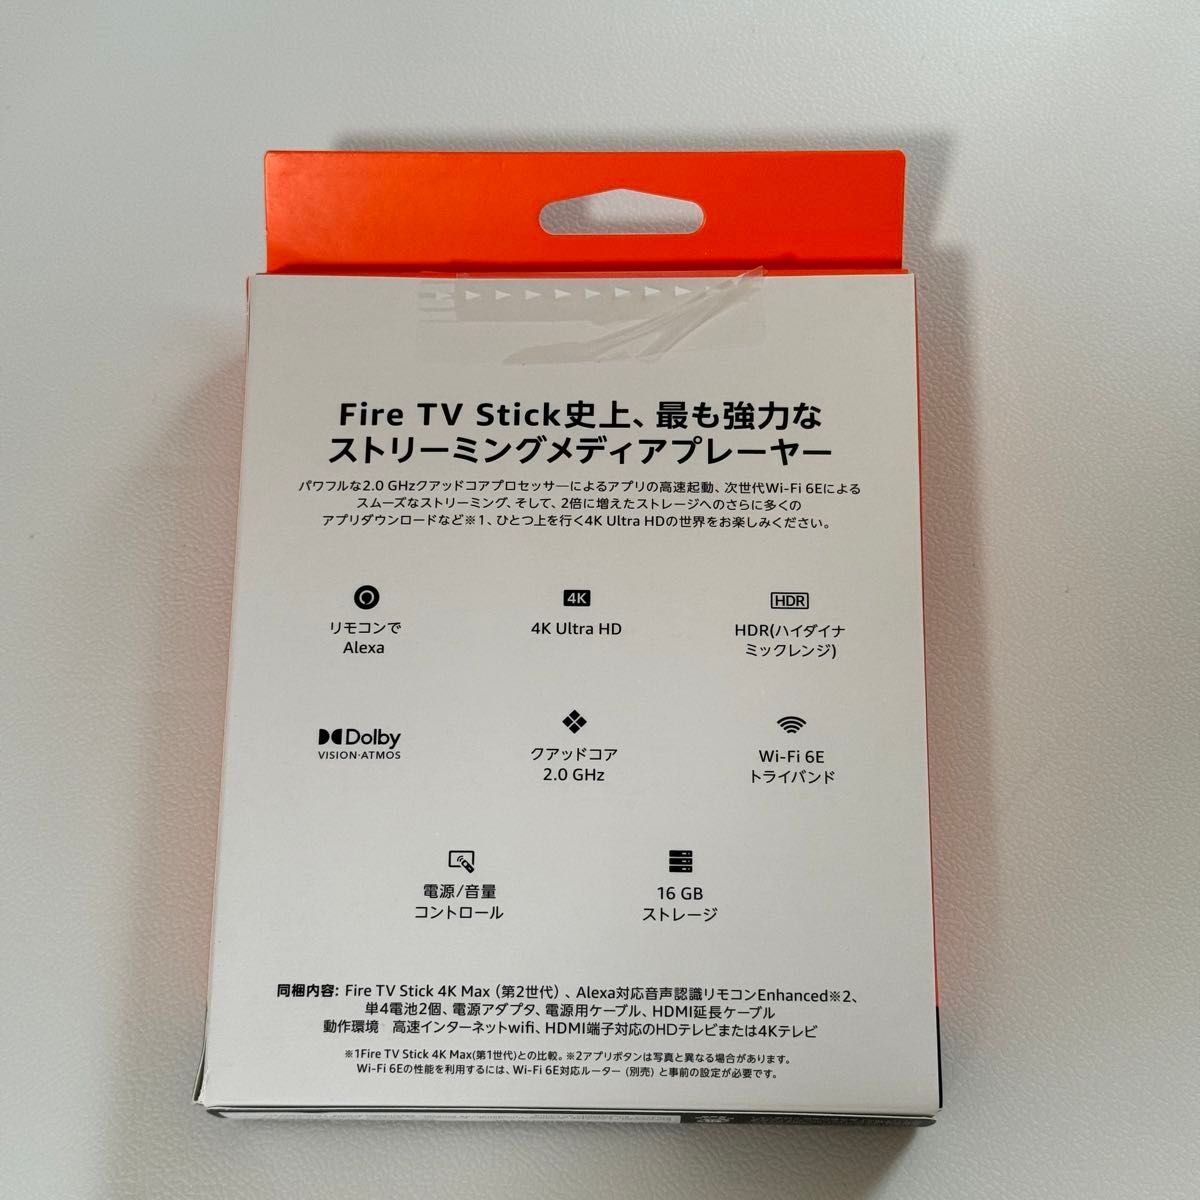 Fire TV Stick史上、最も強力な
ストリーミングメディアプレーヤー
パワフルな2.0 GHzクアッドコアプロセッサーによるアプリの高速起動、次世代Wi-Fi 6Eによる
スムーズなストリーミング、そして、2倍に増えたストレージへのさらに多くの
アプリダウンロードなど※1、ひとつ上を行く4K Ultra HDの世界をお楽しみください。
リモコンで
Alexa
4K
4K Ultra HD
HDR
HDR(ハイダイナ
ミックレンジ)
Dolby
VISION·ATMOS
クアッドコア
2.0 GHz
Wi-Fi 6E
トライバンド
電源/音量
コントロール
16 GB
ストレージ
同梱内容: Fire TV Stick 4K Max（第2世代）、Alexa対応音声認識リモコンEnhanced※2、
単4電池2個、電源アダプタ、電源用ケーブル、HDMI延長ケーブル
動作環境　高速インターネットwifi、HDMI端子対応のHDテレビまたは4Kテレビ
※1Fire TV Stick 4K Max(第1世代)との比較。※2アプリボタンは写真と異なる場合があります。
Wi-Fi 6Eの性能を利用するには、Wi-Fi 6E対応ルーター（別売）と事前の設定が必要です。